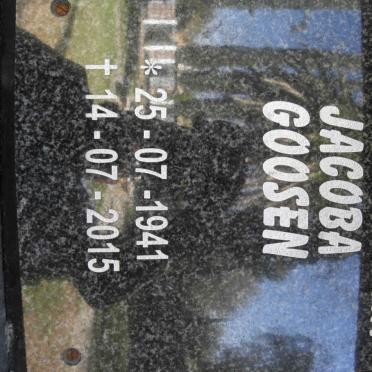 JACOBA
GOOSEN
* 25 - 07 -1941
† 14 - 07 - 2015